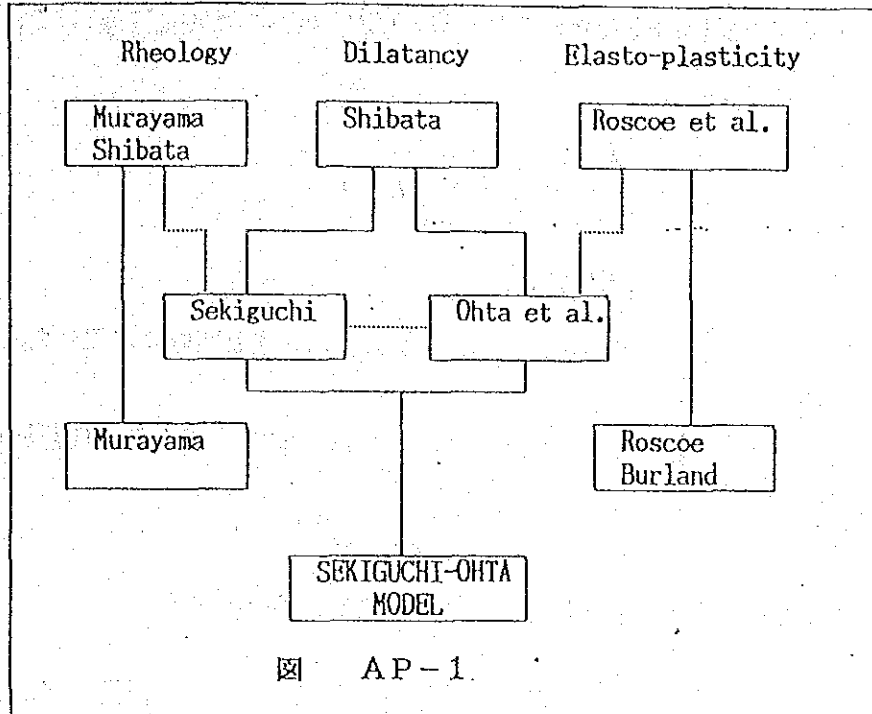 Rheology Dilatancy Elasto-plasticity
Murayama
Shibata
Shibata
Roscoe et al.
Sekiguchi
Ohta et al.
Murayama
Roscoe
Burland
SEKIGUCHI-OHTA
MODEL
図 AP-1